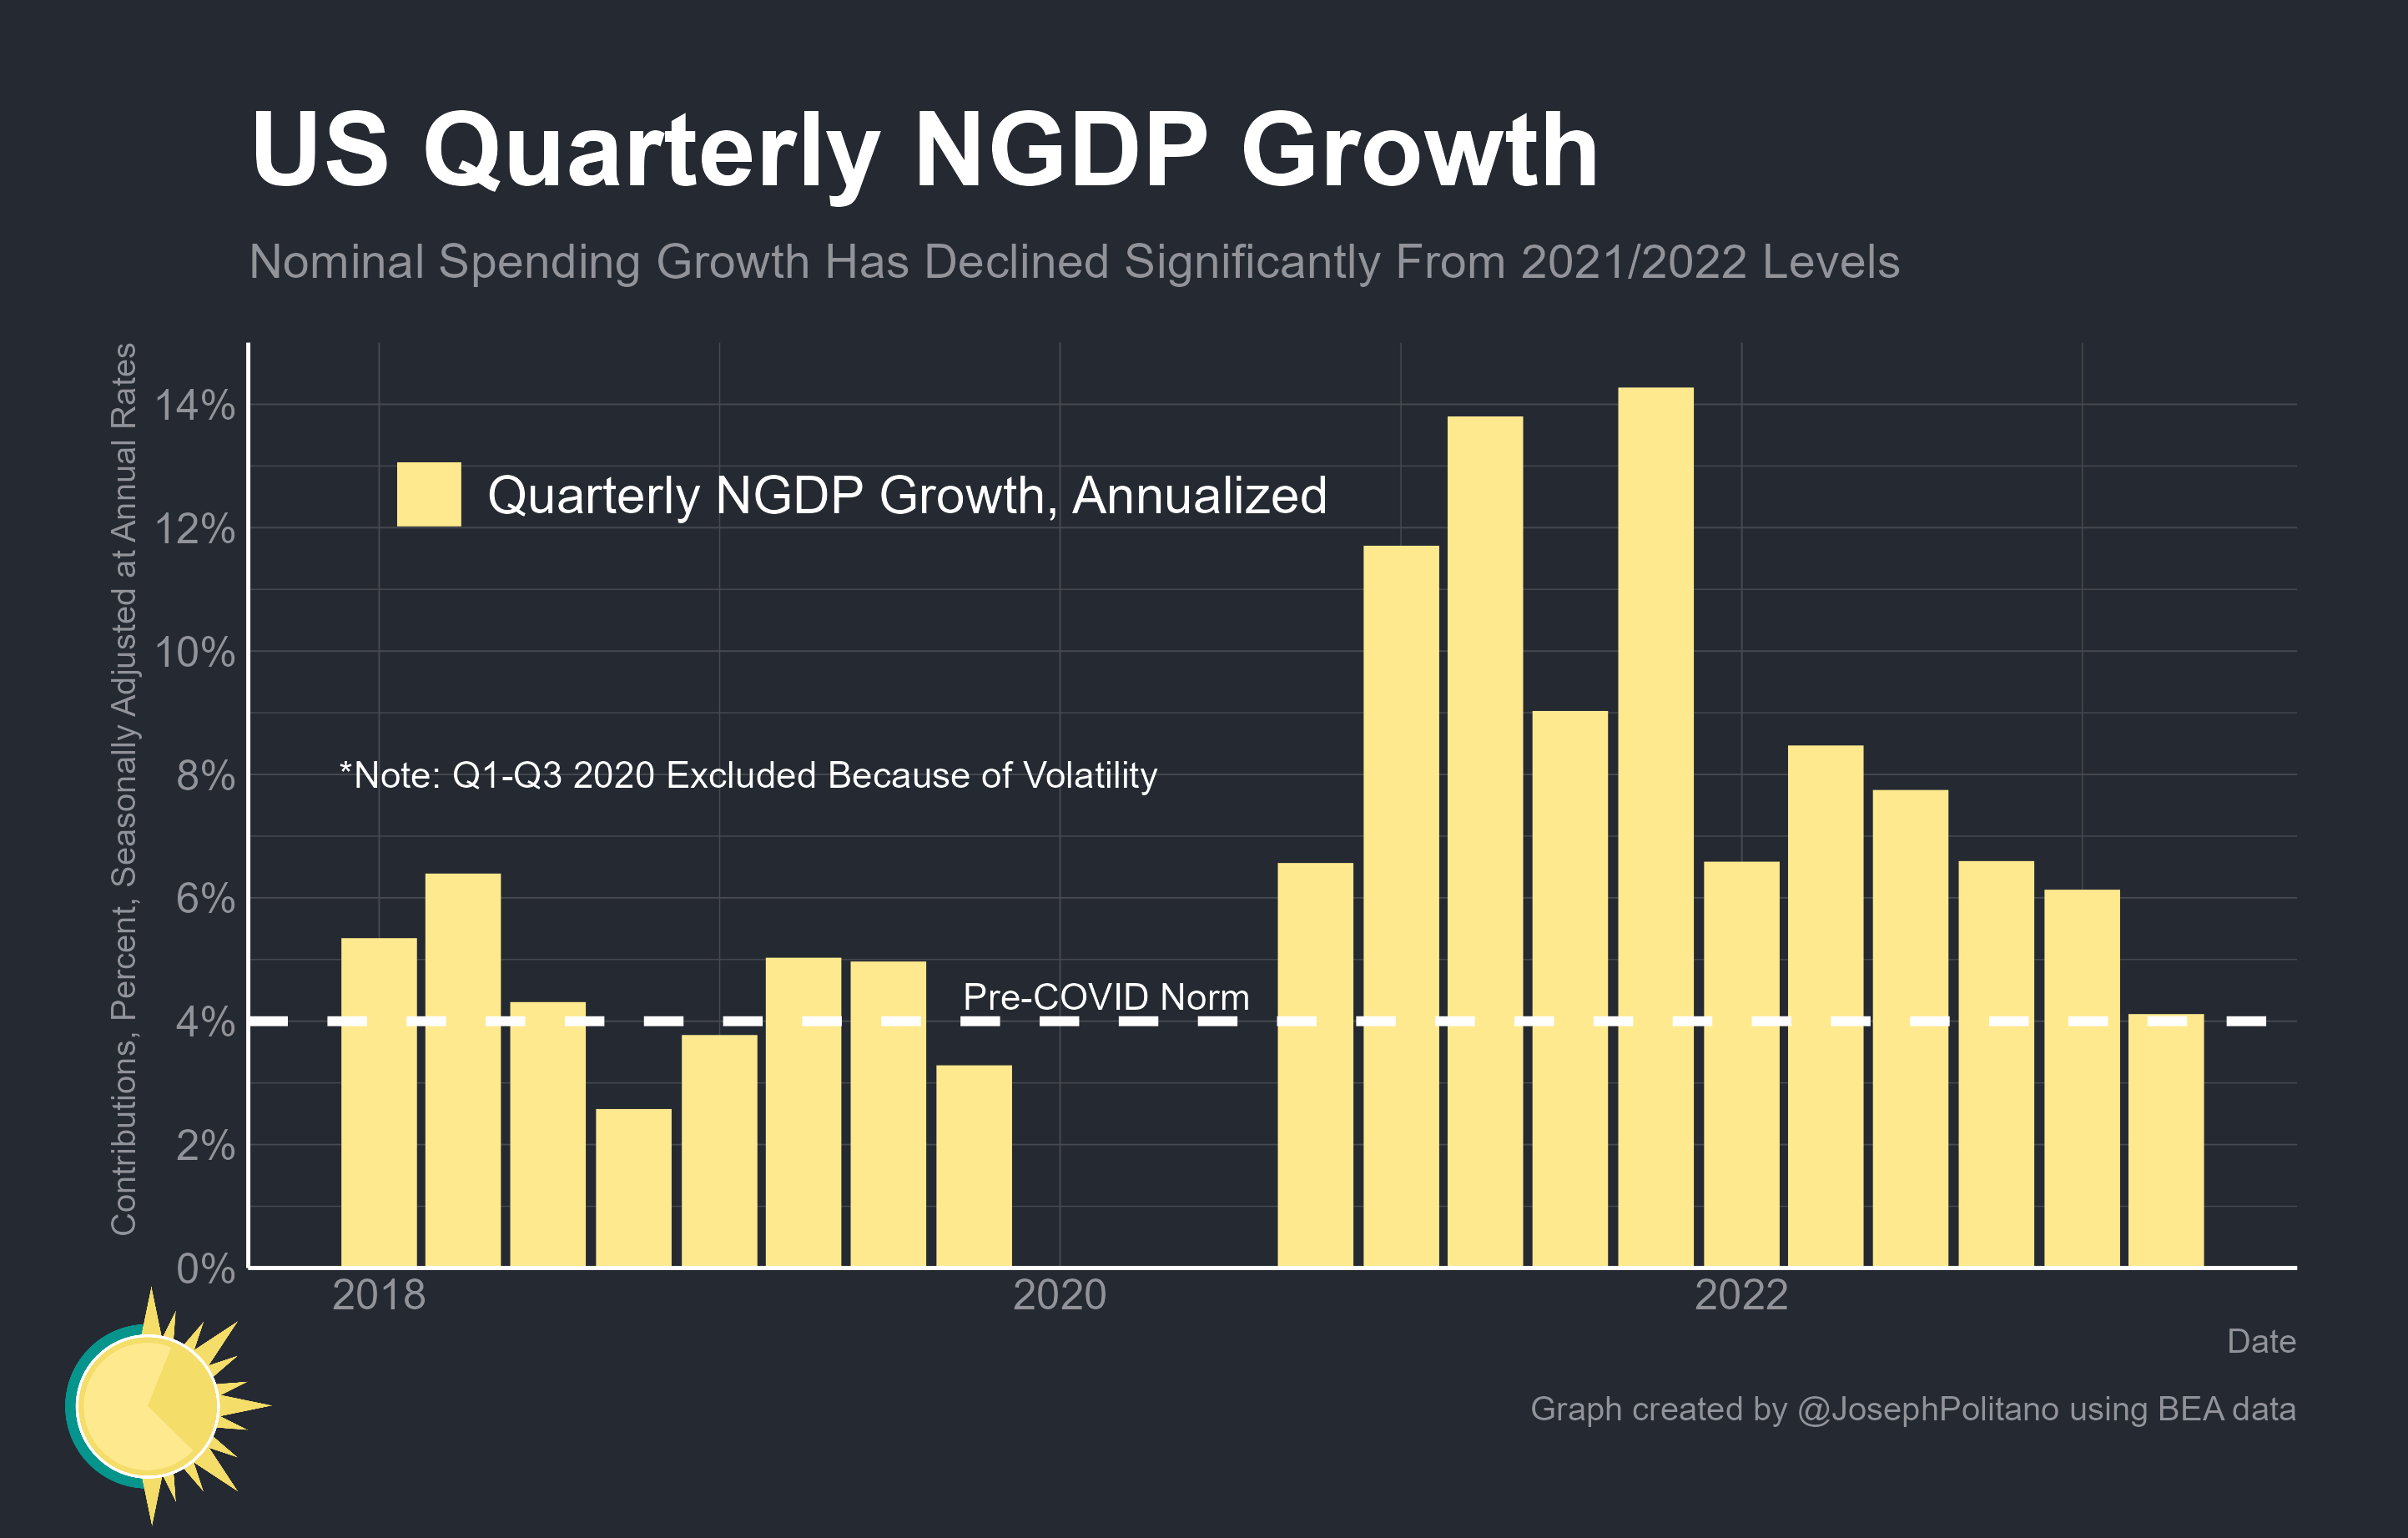 US Quarterly NGDP Growth
Nominal Spending Growth Has Declined Significantly From 2021/2022 Levels
Contributions, Percent, Seasonally Adjusted at Annual Rates
14%
12%
10%
8%
6%
4%
2%
0%
Quarterly NGDP Growth, Annualized
*Note: Q1-Q3 2020 Excluded Because of Volatility
Pre-COVID Norm
2018
2020
2022
Date
Graph created by @JosephPolitano using BEA data